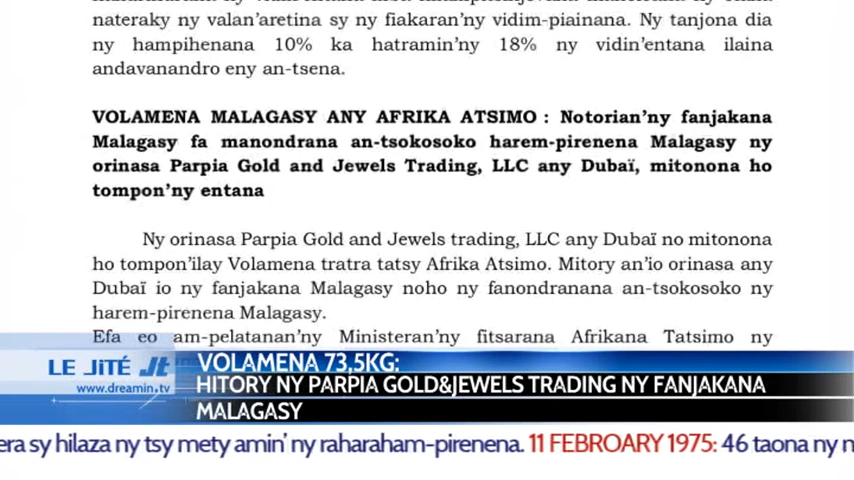 nateraky ny valan'aretina sy ny fiakaran'ny vidim-piainana. Ny tanjona dia
ny hampihenana 10% ka hatramin'ny 18% ny vidin'entana ilaina
andavanandro eny an-tsena.
VOLAMENA MALAGASY ANY AFRIKA ATSIMO : Notorian'ny fanjakana
Malagasy fa manondrana an-tsokosoko harem-pirenena Malagasy ny
orinasa Parpia Gold and Jewels Trading, LLC any Dubaï, mitonona ho
tompon'ny entana
Ny orinasa Parpia Gold and Jewels trading, LLC any Dubaï no mitonona
ho tompon'ilay Volamena tratra tatsy Afrika Atsimo. Mitory an'io orinasa any
Dubaï io ny fanjakana Malagasy noho ny fanondranana an-tsokosoko ny
harem-pirenena Malagasy.
Efa eo am-pelatanan'ny Ministeran'ny fitsarana Afrikana Tatsimo ny
LE JiTÉ Jt
www.dreamin.tv
VOLAMENA 73,5KG:
HITORY NY PARPIA GOLD&JEWELS TRADING NY FANJAKANA
MALAGASY
era sy hilaza ny tsy mety amin' ny raharaham-pirenena. 11 FEBROARY 1975: 46 taona ny